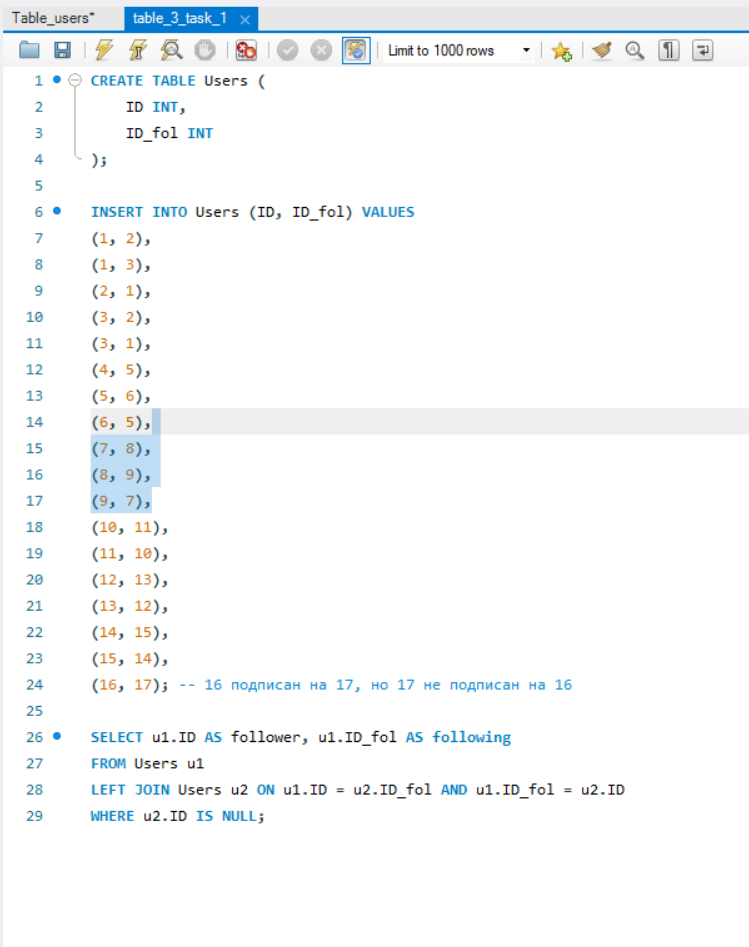 Table_users*
table_3_task_1
Limit to 1000 rows
1 CREATE TABLE Users (
2 ID INT,
3 ID_fol INT
4 );
5
6 INSERT INTO Users (ID, ID_fol) VALUES
7 (1, 2),
8 (1, 3),
9 (2, 1),
10 (3, 2),
11 (3, 1),
12 (4, 5),
13 (5, 6),
14 (6, 5),
15 (7, 8),
16 (8, 9),
17 (9, 7),
18 (10, 11),
19 (11, 10),
20 (12, 13),
21 (13, 12),
22 (14, 15),
23 (15, 14),
24 (16, 17); -- 16 подписан на 17, но 17 не подписан на 16
25
26 SELECT u1.ID AS follower, u1.ID_fol AS following
27 FROM Users u1
28 LEFT JOIN Users u2 ON u1.ID = u2.ID_fol AND u1.ID_fol = u2.ID
29 WHERE u2.ID IS NULL;